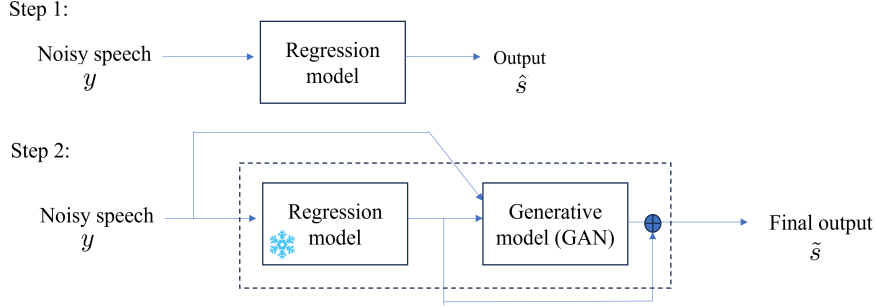 Step 1:
Noisy speech
y
Regression
model
Output
ŝ
Step 2:
Noisy speech
y
Regression
model
Generative
model (GAN)
Final output
s̃